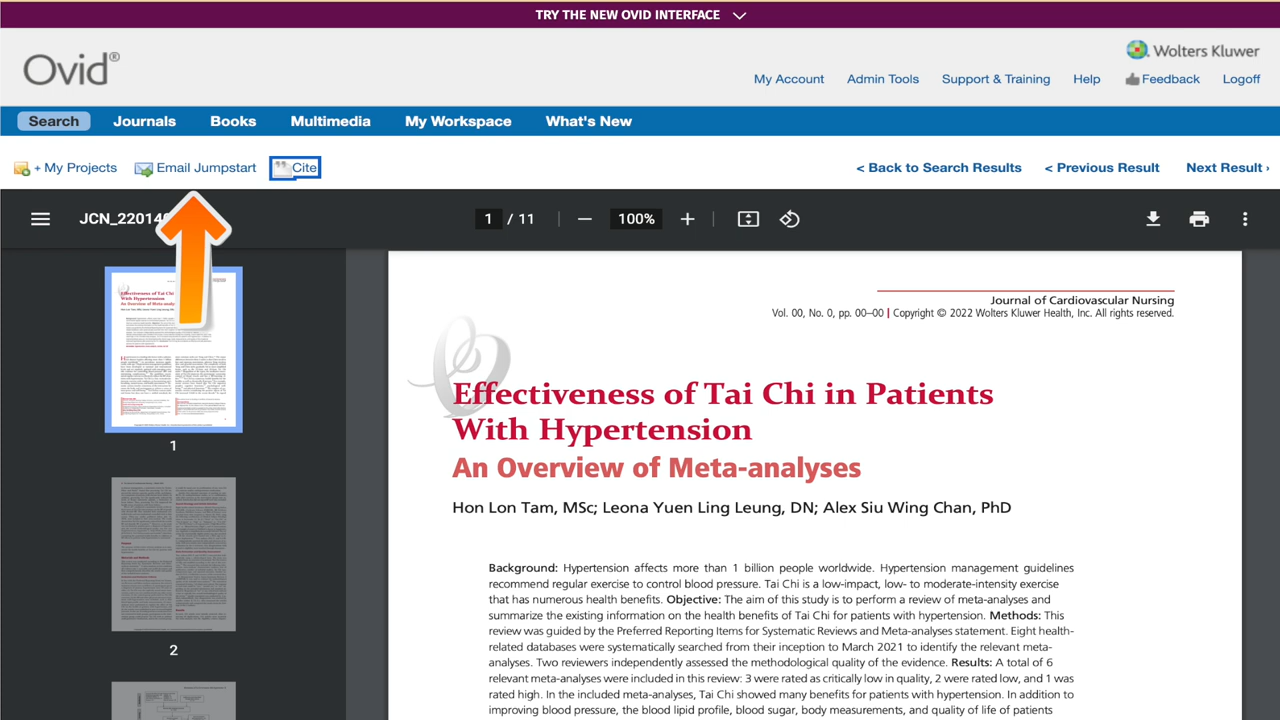 TRY THE NEW OVID INTERFACE
Ovid®
Wolters Kluwer
My Account Admin Tools Support & Training Help Feedback Logoff
Search Journals Books Multimedia My Workspace What's New
+ My Projects Email Jumpstart Cite < Back to Search Results < Previous Result Next Result ›
1 / 11 100%
Journal of Cardiovascular Nursing
Vol. 00, No. 0, pp. 00–00 | Copyright © 2022 Wolters Kluwer Health, Inc. All rights reserved.
Effectiveness of Tai Chi in Patients
With Hypertension
An Overview of Meta-analyses
Hon Lon Tam, MSc; Leona Yuen Ling Leung, DN; Alex Siu Wing Chan, PhD
Background: Hypertension affects more than 1 billion people worldwide. Hypertension management guidelines
recommend regular exercise to control blood pressure. Tai Chi is a low-impact, low- to moderate-intensity exercise
that has numerous health benefits. Objective: The aim of this study is to perform a review of meta-analyses and
summarize the existing information on the health benefits of Tai Chi for patients with hypertension. Methods: This
review was guided by the Preferred Reporting Items for Systematic Reviews and Meta-analyses statement. Eight health-
related databases were systematically searched from their inception to March 2021 to identify the relevant meta-
analyses. Two reviewers independently assessed the methodological quality of the evidence. Results: A total of 6
relevant meta-analyses were included in this review: 3 were rated as critically low in quality, 2 were rated low, and 1 was
rated high. In the included meta-analyses, Tai Chi showed many benefits for patients with hypertension. In addition to
improving blood pressure, the blood lipid profile, blood sugar, body measurements, and quality of life of patients
1
2